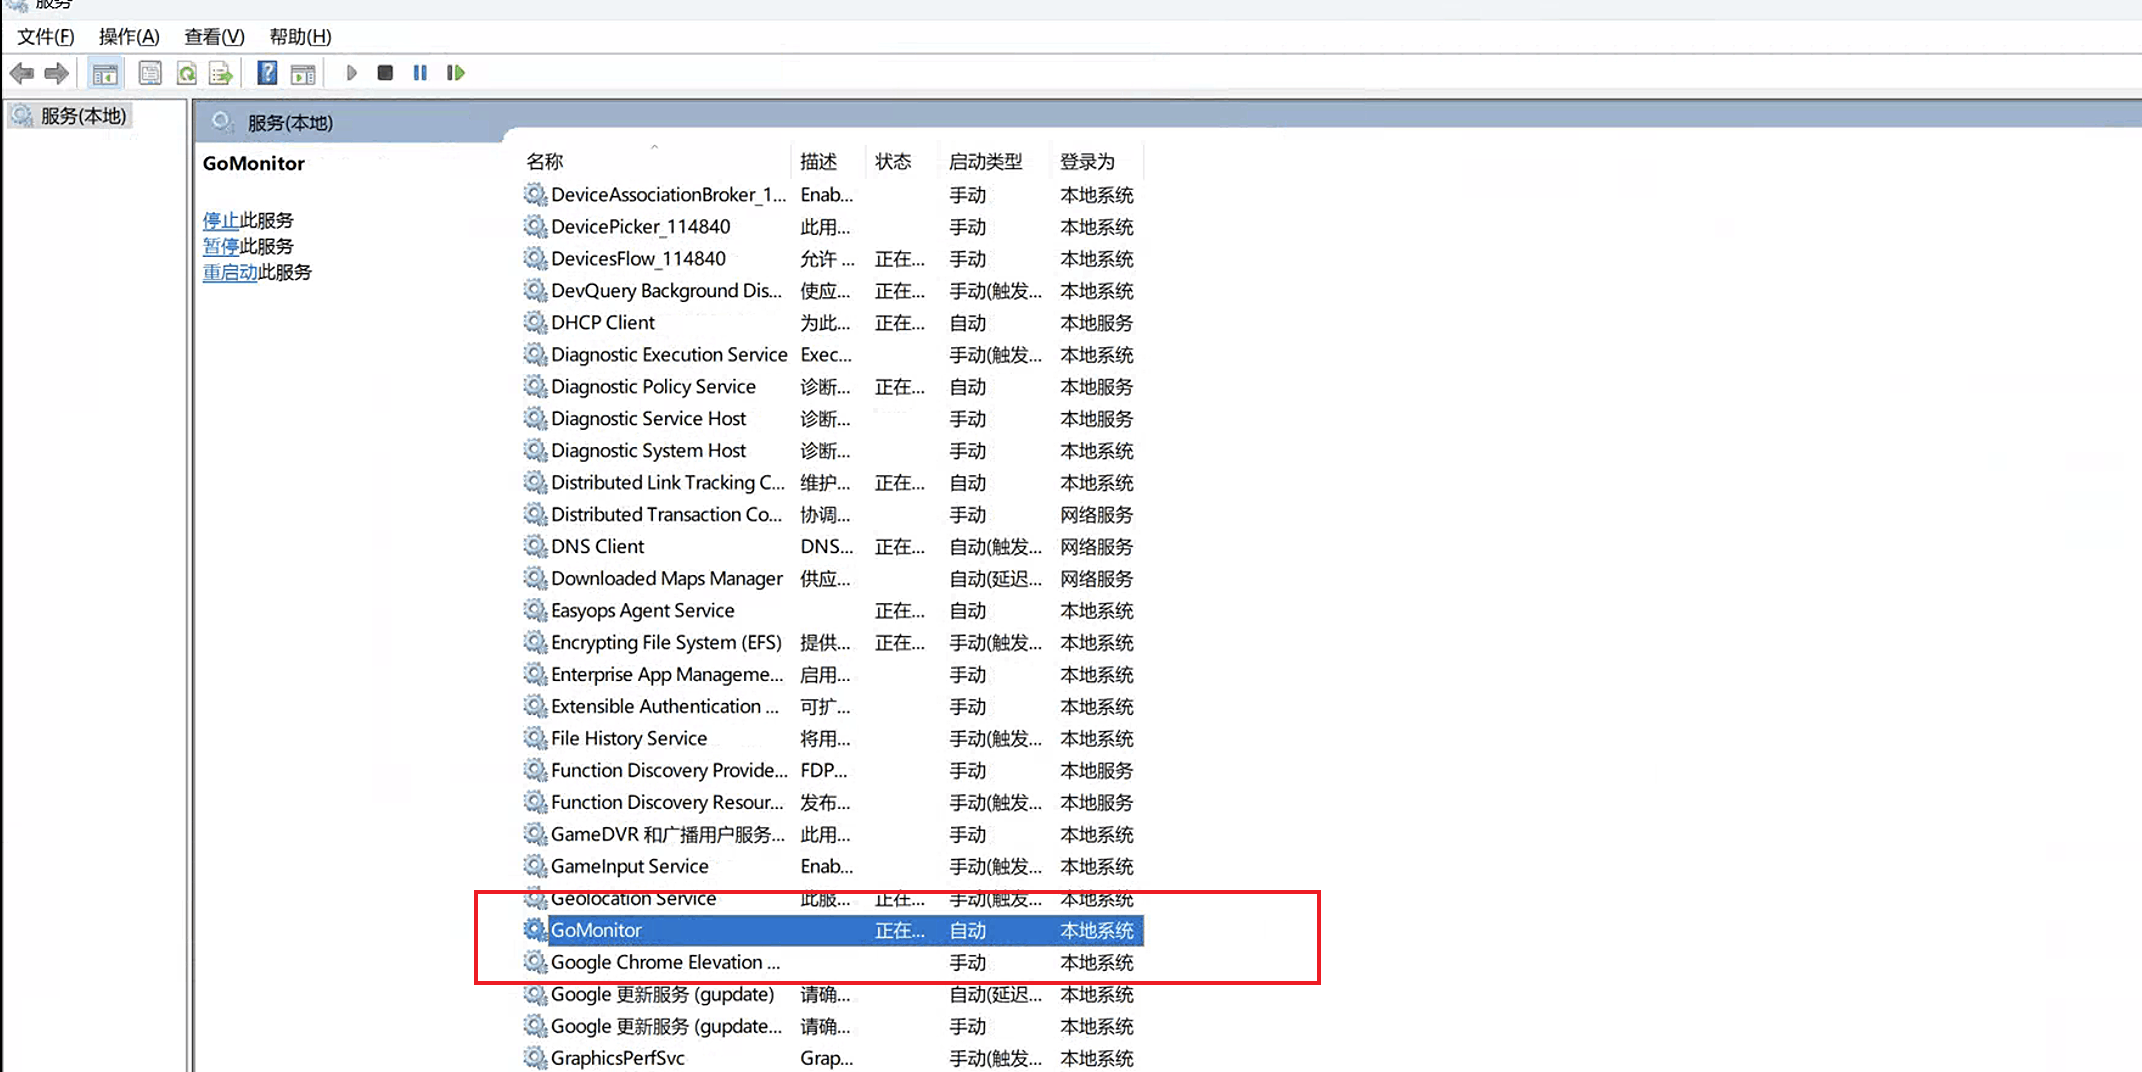 服务
文件(F) 操作(A) 查看(V) 帮助(H)
服务(本地)
服务(本地)
GoMonitor
停止此服务
暂停此服务
重启动此服务
名称 描述 状态 启动类型 登录为
DeviceAssociationBroker_1... Enab... 手动 本地系统
DevicePicker_114840 此用... 手动 本地系统
DevicesFlow_114840 允许 ... 正在... 手动 本地系统
DevQuery Background Dis... 使应... 正在... 手动(触发... 本地系统
DHCP Client 为此... 正在... 自动 本地服务
Diagnostic Execution Service Exec... 手动(触发... 本地系统
Diagnostic Policy Service 诊断... 正在... 自动 本地服务
Diagnostic Service Host 诊断... 手动 本地服务
Diagnostic System Host 诊断... 手动 本地系统
Distributed Link Tracking C... 维护... 正在... 自动 本地系统
Distributed Transaction Co... 协调... 手动 网络服务
DNS Client DNS... 正在... 自动(触发... 网络服务
Downloaded Maps Manager 供应... 自动(延迟... 网络服务
Easyops Agent Service 正在... 自动 本地系统
Encrypting File System (EFS) 提供... 正在... 手动(触发... 本地系统
Enterprise App Manageme... 启用... 手动 本地系统
Extensible Authentication ... 可扩... 手动 本地系统
File History Service 将用... 手动(触发... 本地系统
Function Discovery Provide... FDP... 手动 本地服务
Function Discovery Resour... 发布... 手动(触发... 本地服务
GameDVR 和广播用户服务... 此用... 手动 本地系统
GameInput Service Enab... 手动(触发... 本地系统
Geolocation Service 此服... 正在... 手动(触发... 本地系统
GoMonitor 正在... 自动 本地系统
Google Chrome Elevation ... 手动 本地系统
Google 更新服务 (gupdate) 请确... 自动(延迟... 本地系统
Google 更新服务 (gupdate... 请确... 手动 本地系统
GraphicsPerfSvc Grap... 手动(触发... 本地系统